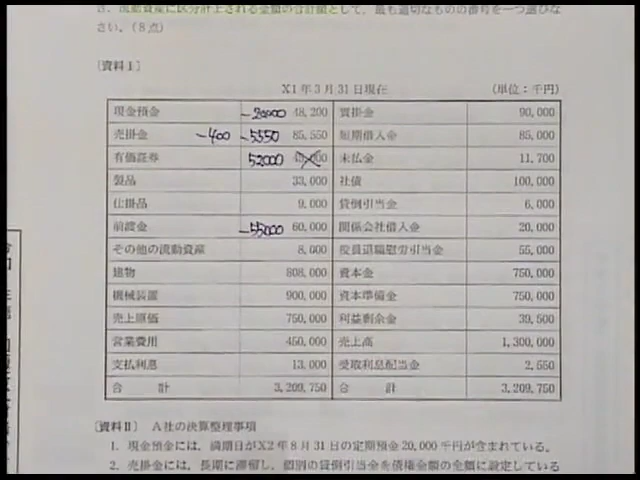 さ、流動資産に区分計上される金額の合計額として、最も適切なものの番号を一つ選びな
さい。(8点)
〔資料Ⅰ〕
X1年3月31日現在 (単位:千円)
現金預金 -20000 48,200 買掛金 90,000
売掛金 -400 -5550 85,550 短期借入金 85,000
有価証券 52000 未払金 11,700
製品 33,000 社債 100,000
仕掛品 9,000 貸倒引当金 6,000
前渡金 -55000 60,000 関係会社借入金 20,000
その他の流動資産 8,000 役員退職慰労引当金 55,000
建物 808,000 資本金 750,000
機械装置 900,000 資本準備金 750,000
売上原価 750,000 利益剰余金 39,500
営業費用 450,000 売上高 1,300,000
支払利息 13,000 受取利息配当金 2,550
合計 3,209,750 合計 3,209,750
〔資料Ⅱ〕 A社の決算整理事項
1. 現金預金には、満期日がX2年8月31日の定期預金20,000千円が含まれている。
2. 売掛金には、長期に滞留し、個別の貸倒引当金を債権金額の全額に設定している